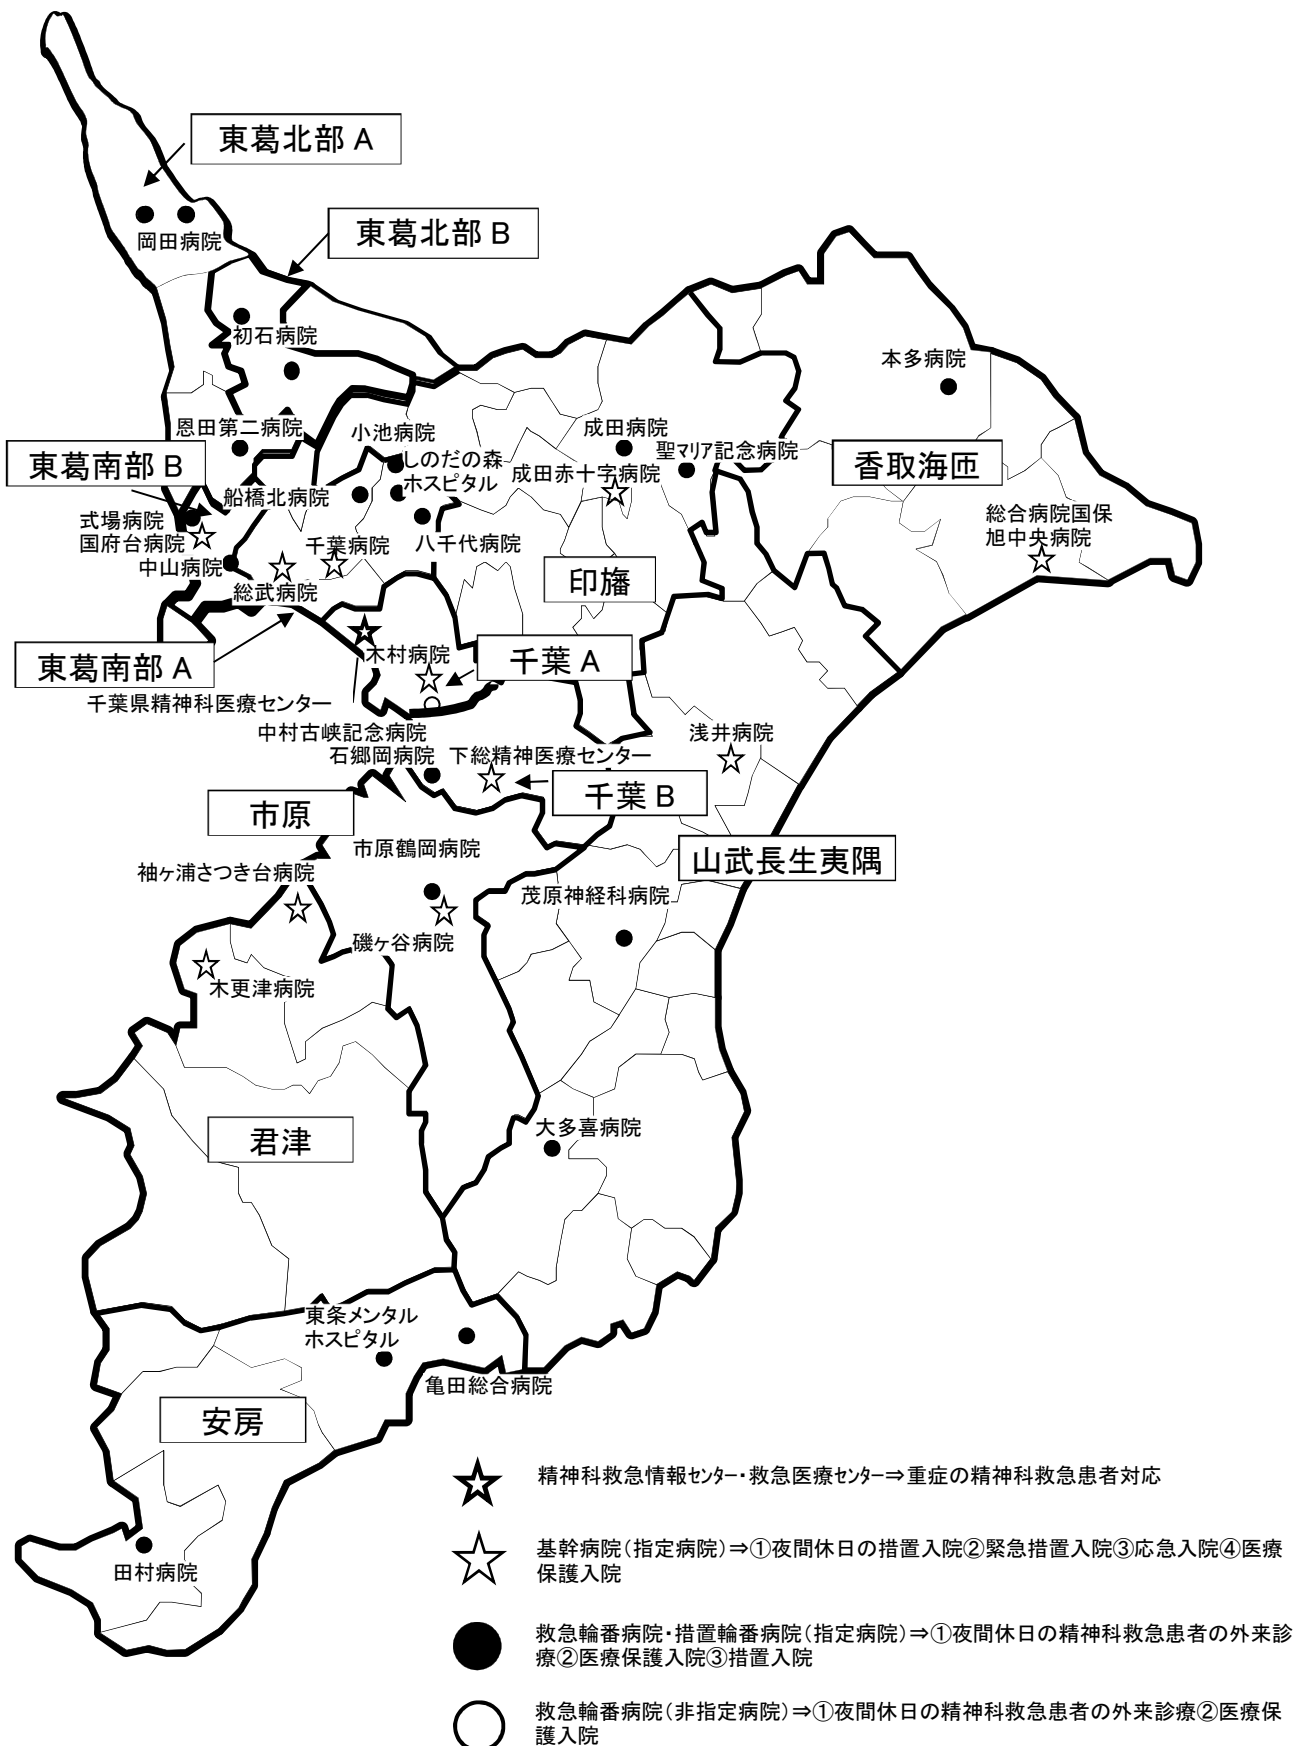 東葛北部 A
岡田病院
東葛北部 B
初石病院
本多病院
恩田第二病院
小池病院
成田病院
聖マリア記念病院
東葛南部 B
しのだの森
ホスピタル
成田赤十字病院
香取海匝
船橋北病院
式場病院
国府台病院
総合病院国保
旭中央病院
千葉病院
八千代病院
中山病院
総武病院
印旛
東葛南部 A
木村病院
千葉 A
千葉県精神科医療センター
中村古峡記念病院
浅井病院
石郷岡病院
下総精神医療センター
市原
千葉 B
市原鶴岡病院
山武長生夷隅
袖ヶ浦さつき台病院
茂原神経科病院
磯ヶ谷病院
木更津病院
君津
大多喜病院
東条メンタル
ホスピタル
亀田総合病院
安房
田村病院
精神科救急情報センター・救急医療センター⇒重症の精神科救急患者対応
基幹病院(指定病院)⇒①夜間休日の措置入院②緊急措置入院③応急入院④医療
保護入院
救急輪番病院・措置輪番病院(指定病院)⇒①夜間休日の精神科救急患者の外来診
療②医療保護入院③措置入院
救急輪番病院(非指定病院)⇒①夜間休日の精神科救急患者の外来診療②医療保
護入院